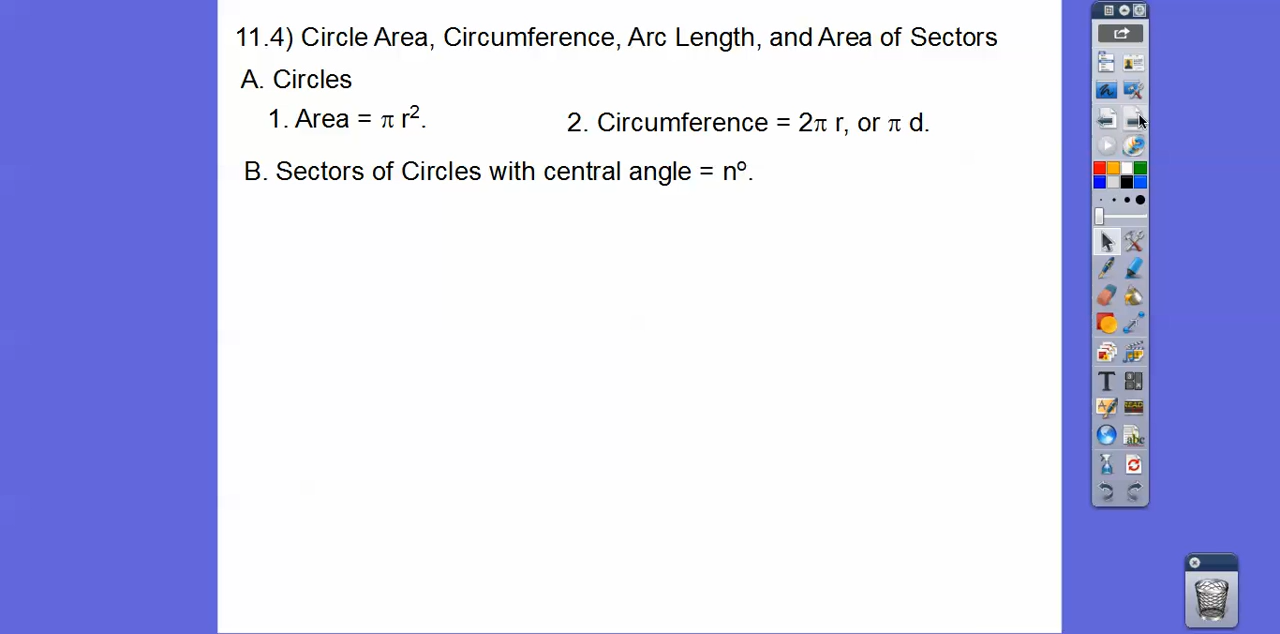 11.4) Circle Area, Circumference, Arc Length, and Area of Sectors
A. Circles
1. Area = π r². 2. Circumference = 2π r, or π d.
B. Sectors of Circles with central angle = nº.